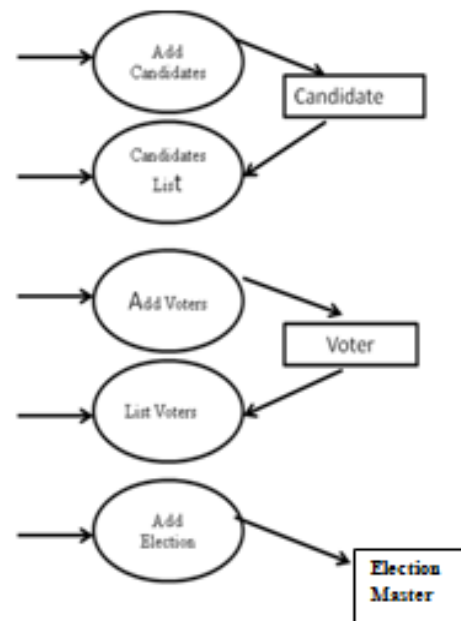 Add
Candidates
Candidate
Candidates
List
Add Voters
Voter
List Voters
Add
Election
Election
Master